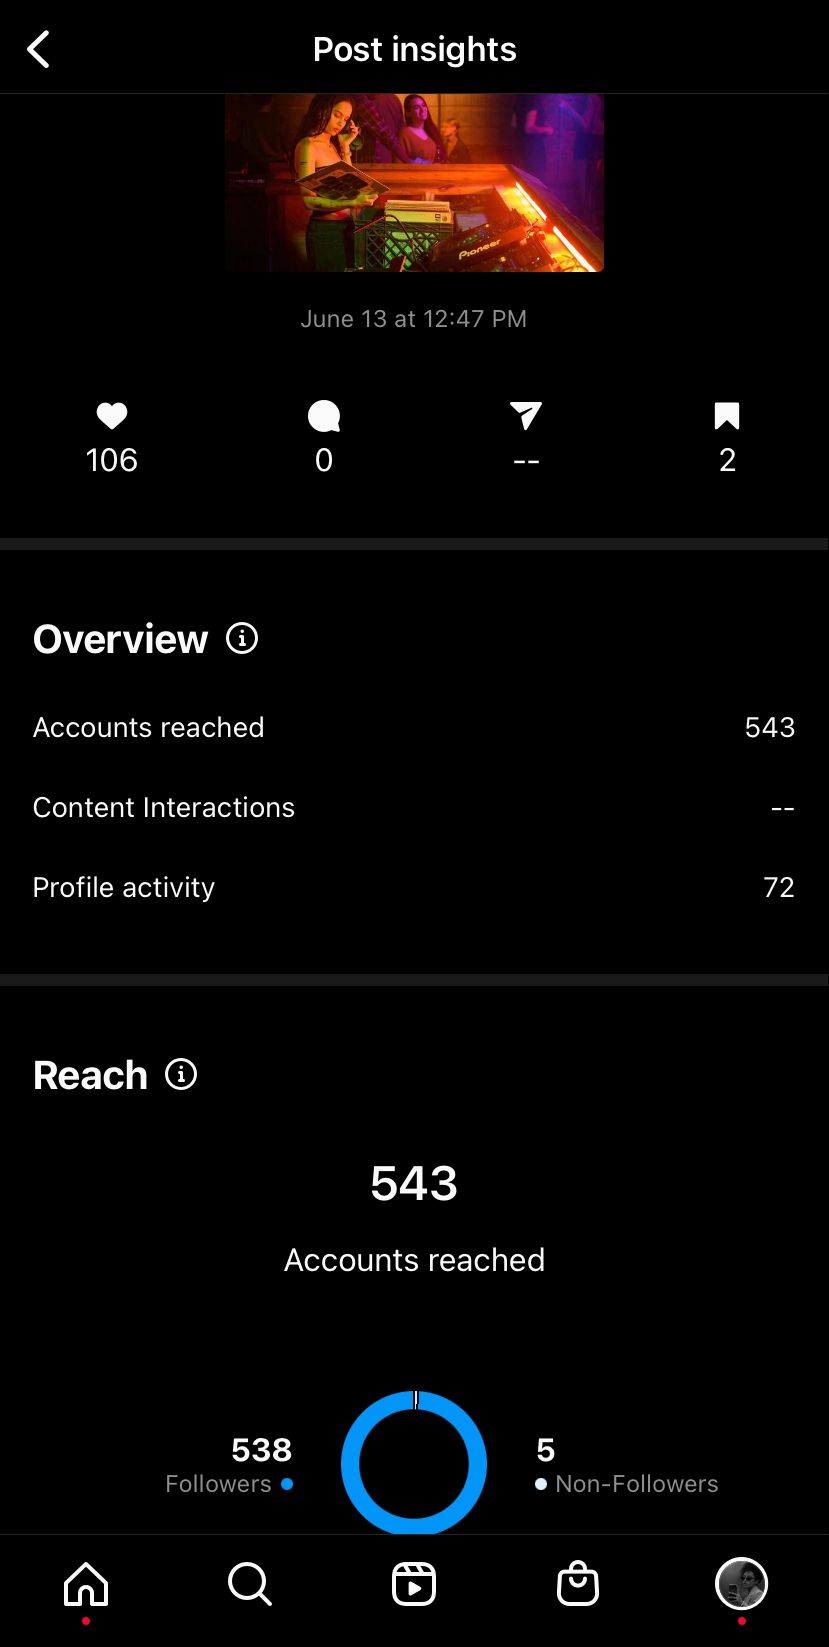 Post insights
Pioneer
June 13 at 12:47 PM
106
0
--
2
Overview
Accounts reached
543
Content Interactions
--
Profile activity
72
Reach
543
Accounts reached
538
Followers
5
Non-Followers